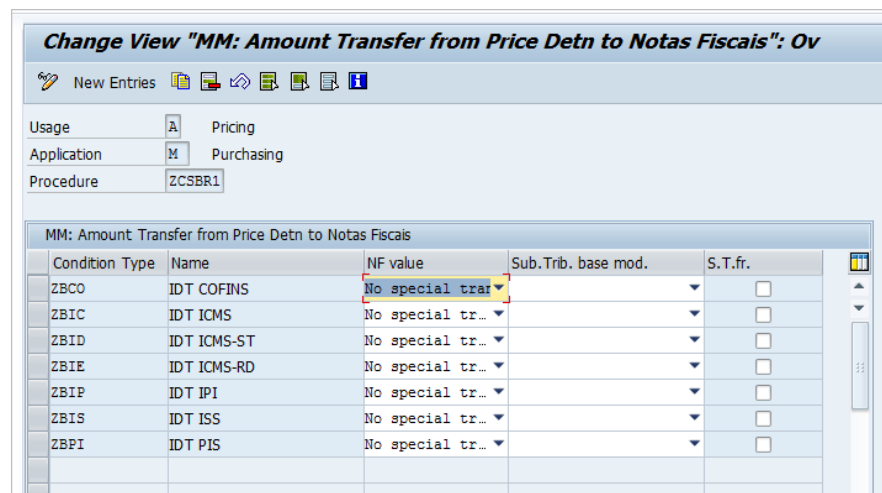 Change View "MM: Amount Transfer from Price Detn to Notas Fiscais": Ov
New Entries
Usage A Pricing
Application M Purchasing
Procedure ZCSBR1
MM: Amount Transfer from Price Detn to Notas Fiscais
Condition Type Name NF value Sub.Trib. base mod. S.T.fr.
ZBCO IDT COFINS No special tran
ZBIC IDT ICMS No special tr…
ZBID IDT ICMS-ST No special tr…
ZBIE IDT ICMS-RD No special tr…
ZBIP IDT IPI No special tr…
ZBIS IDT ISS No special tr…
ZBPI IDT PIS No special tr…